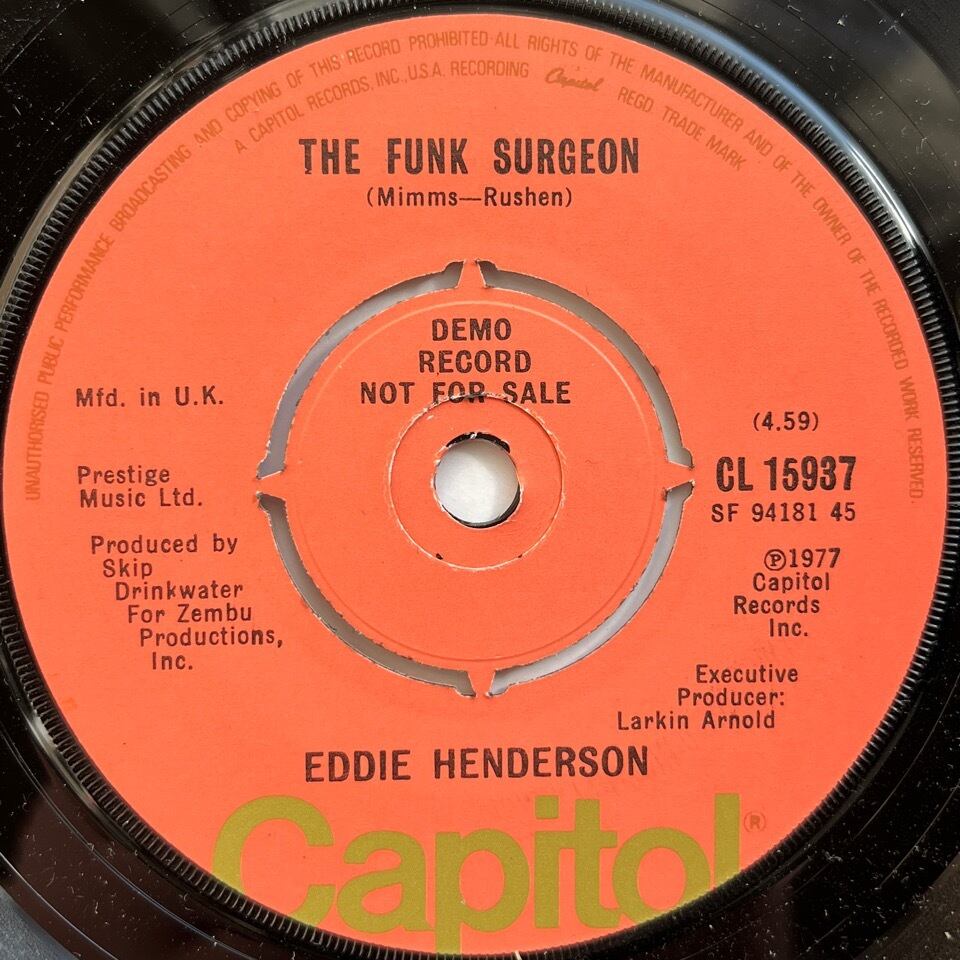 UNAUTHORISED PUBLIC PERFORMANCE BROADCASTING AND COPYING OF THIS RECORD PROHIBITED·ALL RIGHTS OF THE MANUFACTURER AND OF THE OWNER OF THE RECORDED WORK RESERVED.
A CAPITOL RECORDS, INC., U.S.A. RECORDING Capitol REGD TRADE MARK
THE FUNK SURGEON
(Mimms—Rushen)
DEMO
RECORD
NOT FOR SALE
Mfd. in U.K.
Prestige
Music Ltd.
Produced by
Skip
Drinkwater
For Zembu
Productions,
Inc.
(4.59)
CL 15937
SF 94181 45
Ⓟ1977
Capitol
Records
Inc.
Executive
Producer:
Larkin Arnold
EDDIE HENDERSON
Capitol®